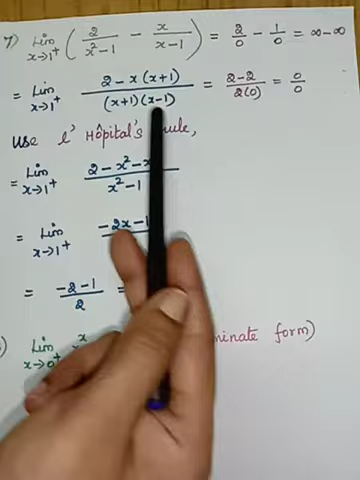 7) Lim x→1⁺ ( 2/(x²-1) - x/(x-1) ) = 2/0 - 1/0 = ∞-∞
= Lim x→1⁺ (2-x(x+1))/((x+1)(x-1)) = (2-2)/(2(0)) = 0/0
Use l' Hôpital's rule,
= Lim x→1⁺ (2-x²-x)/(x²-1)
= Lim x→1⁺ -2x-1
= (-2-1)/2 =
) Lim x→0⁺ x form)